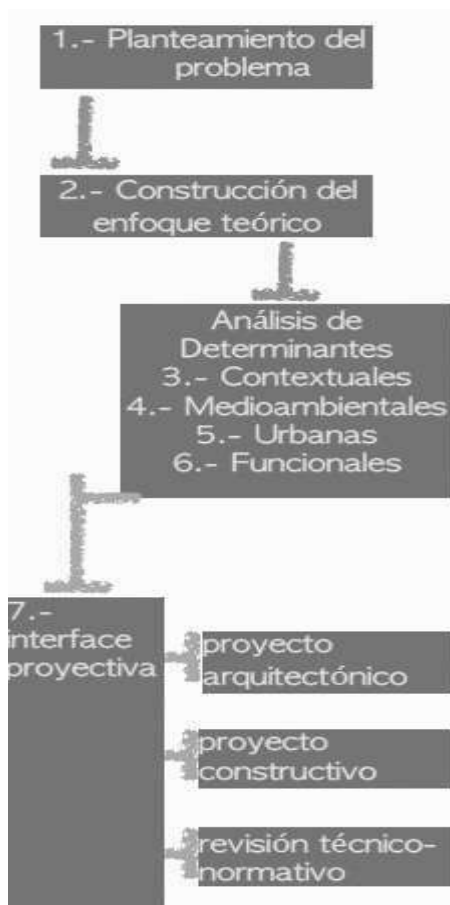 1.- Planteamiento del
problema
2.- Construcción del
enfoque teórico
Análisis de
Determinantes
3.- Contextuales
4.- Medioambientales
5.- Urbanas
6.- Funcionales
7.-
interface
proyectiva
proyecto
arquitectónico
proyecto
constructivo
revisión técnico-
normativo